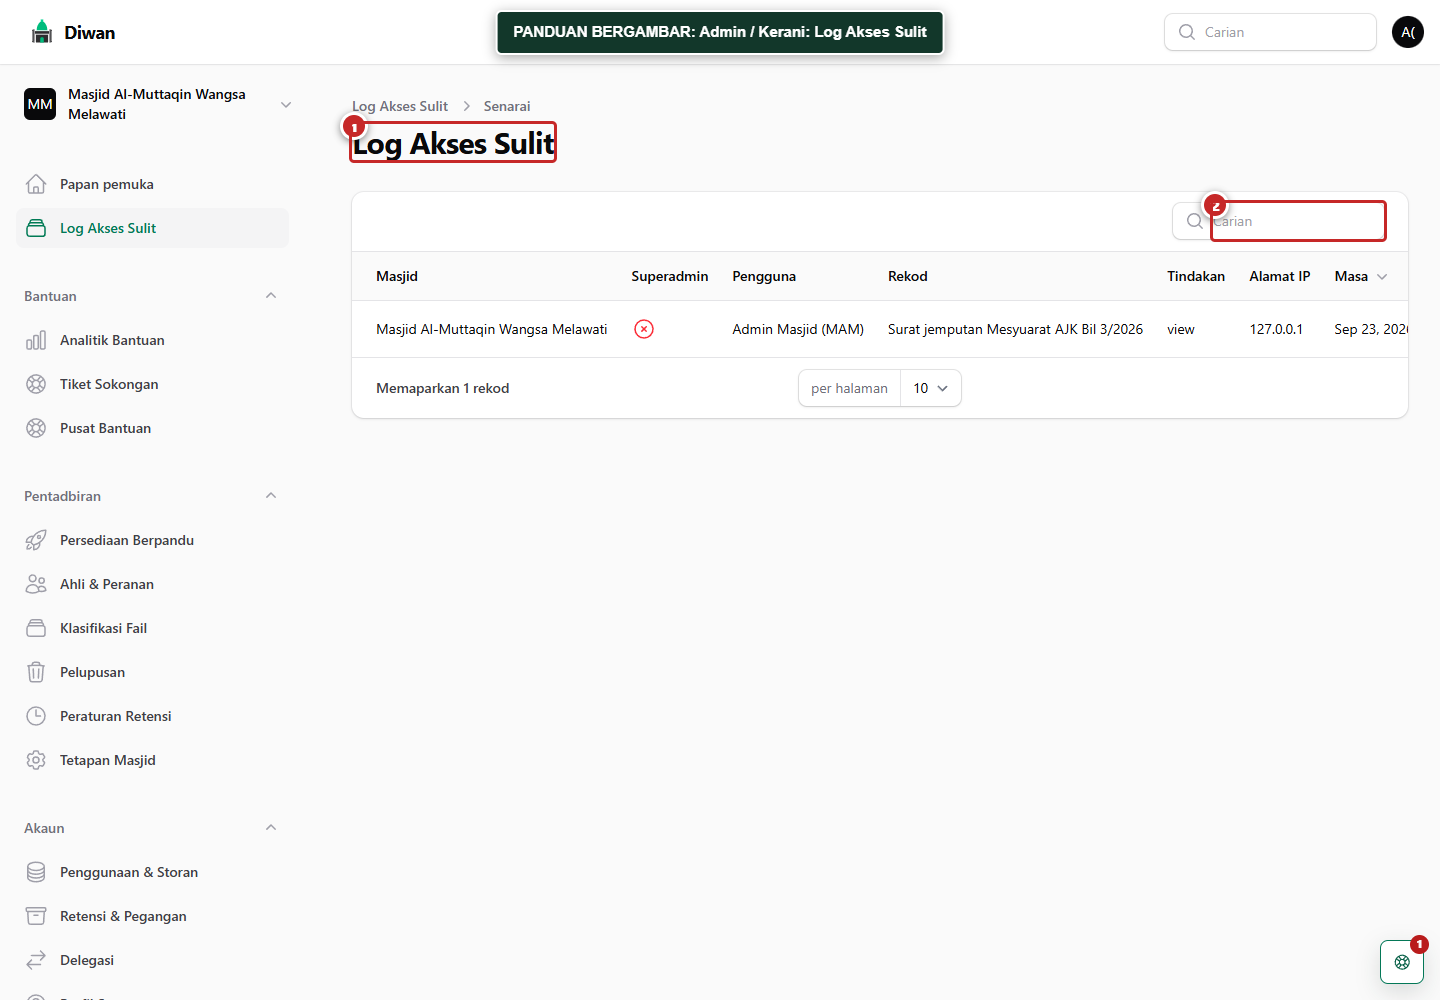 Diwan
PANDUAN BERGAMBAR: Admin / Kerani: Log Akses Sulit
Carian
A(
MM
Masjid Al-Muttaqin Wangsa
Melawati
Papan pemuka
Log Akses Sulit
Bantuan
Analitik Bantuan
Tiket Sokongan
Pusat Bantuan
Pentadbiran
Persediaan Berpandu
Ahli & Peranan
Klasifikasi Fail
Pelupusan
Peraturan Retensi
Tetapan Masjid
Akaun
Penggunaan & Storan
Retensi & Pegangan
Delegasi
Log Akses Sulit Senarai
1
Log Akses Sulit
2
Carian
Masjid Superadmin Pengguna Rekod Tindakan Alamat IP Masa
Masjid Al-Muttaqin Wangsa Melawati Admin Masjid (MAM) Surat jemputan Mesyuarat AJK Bil 3/2026 view 127.0.0.1 Sep 23, 2026
Memaparkan 1 rekod
per halaman 10
1